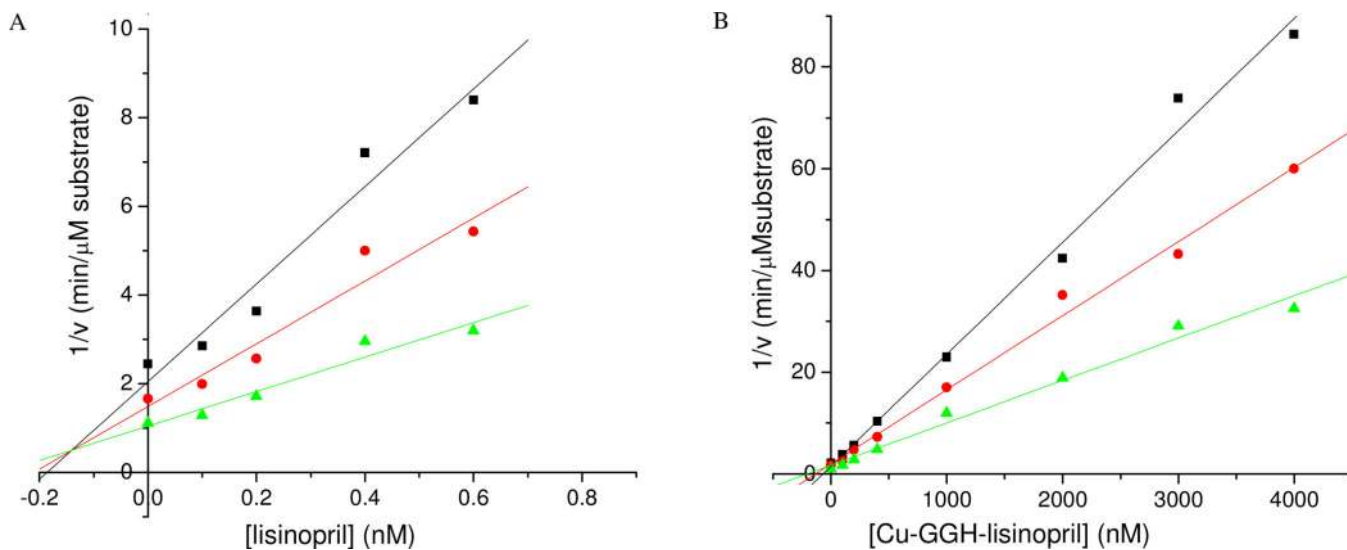 A
10
8
6
4
2
0
1/v (min/μM substrate)
-0.2 0.0 0.2 0.4 0.6 0.8
[lisinopril] (nM)
B
80
60
40
20
0
1/v (min/μMsubstrate)
0 1000 2000 3000 4000
[Cu-GGH-lisinopril] (nM)